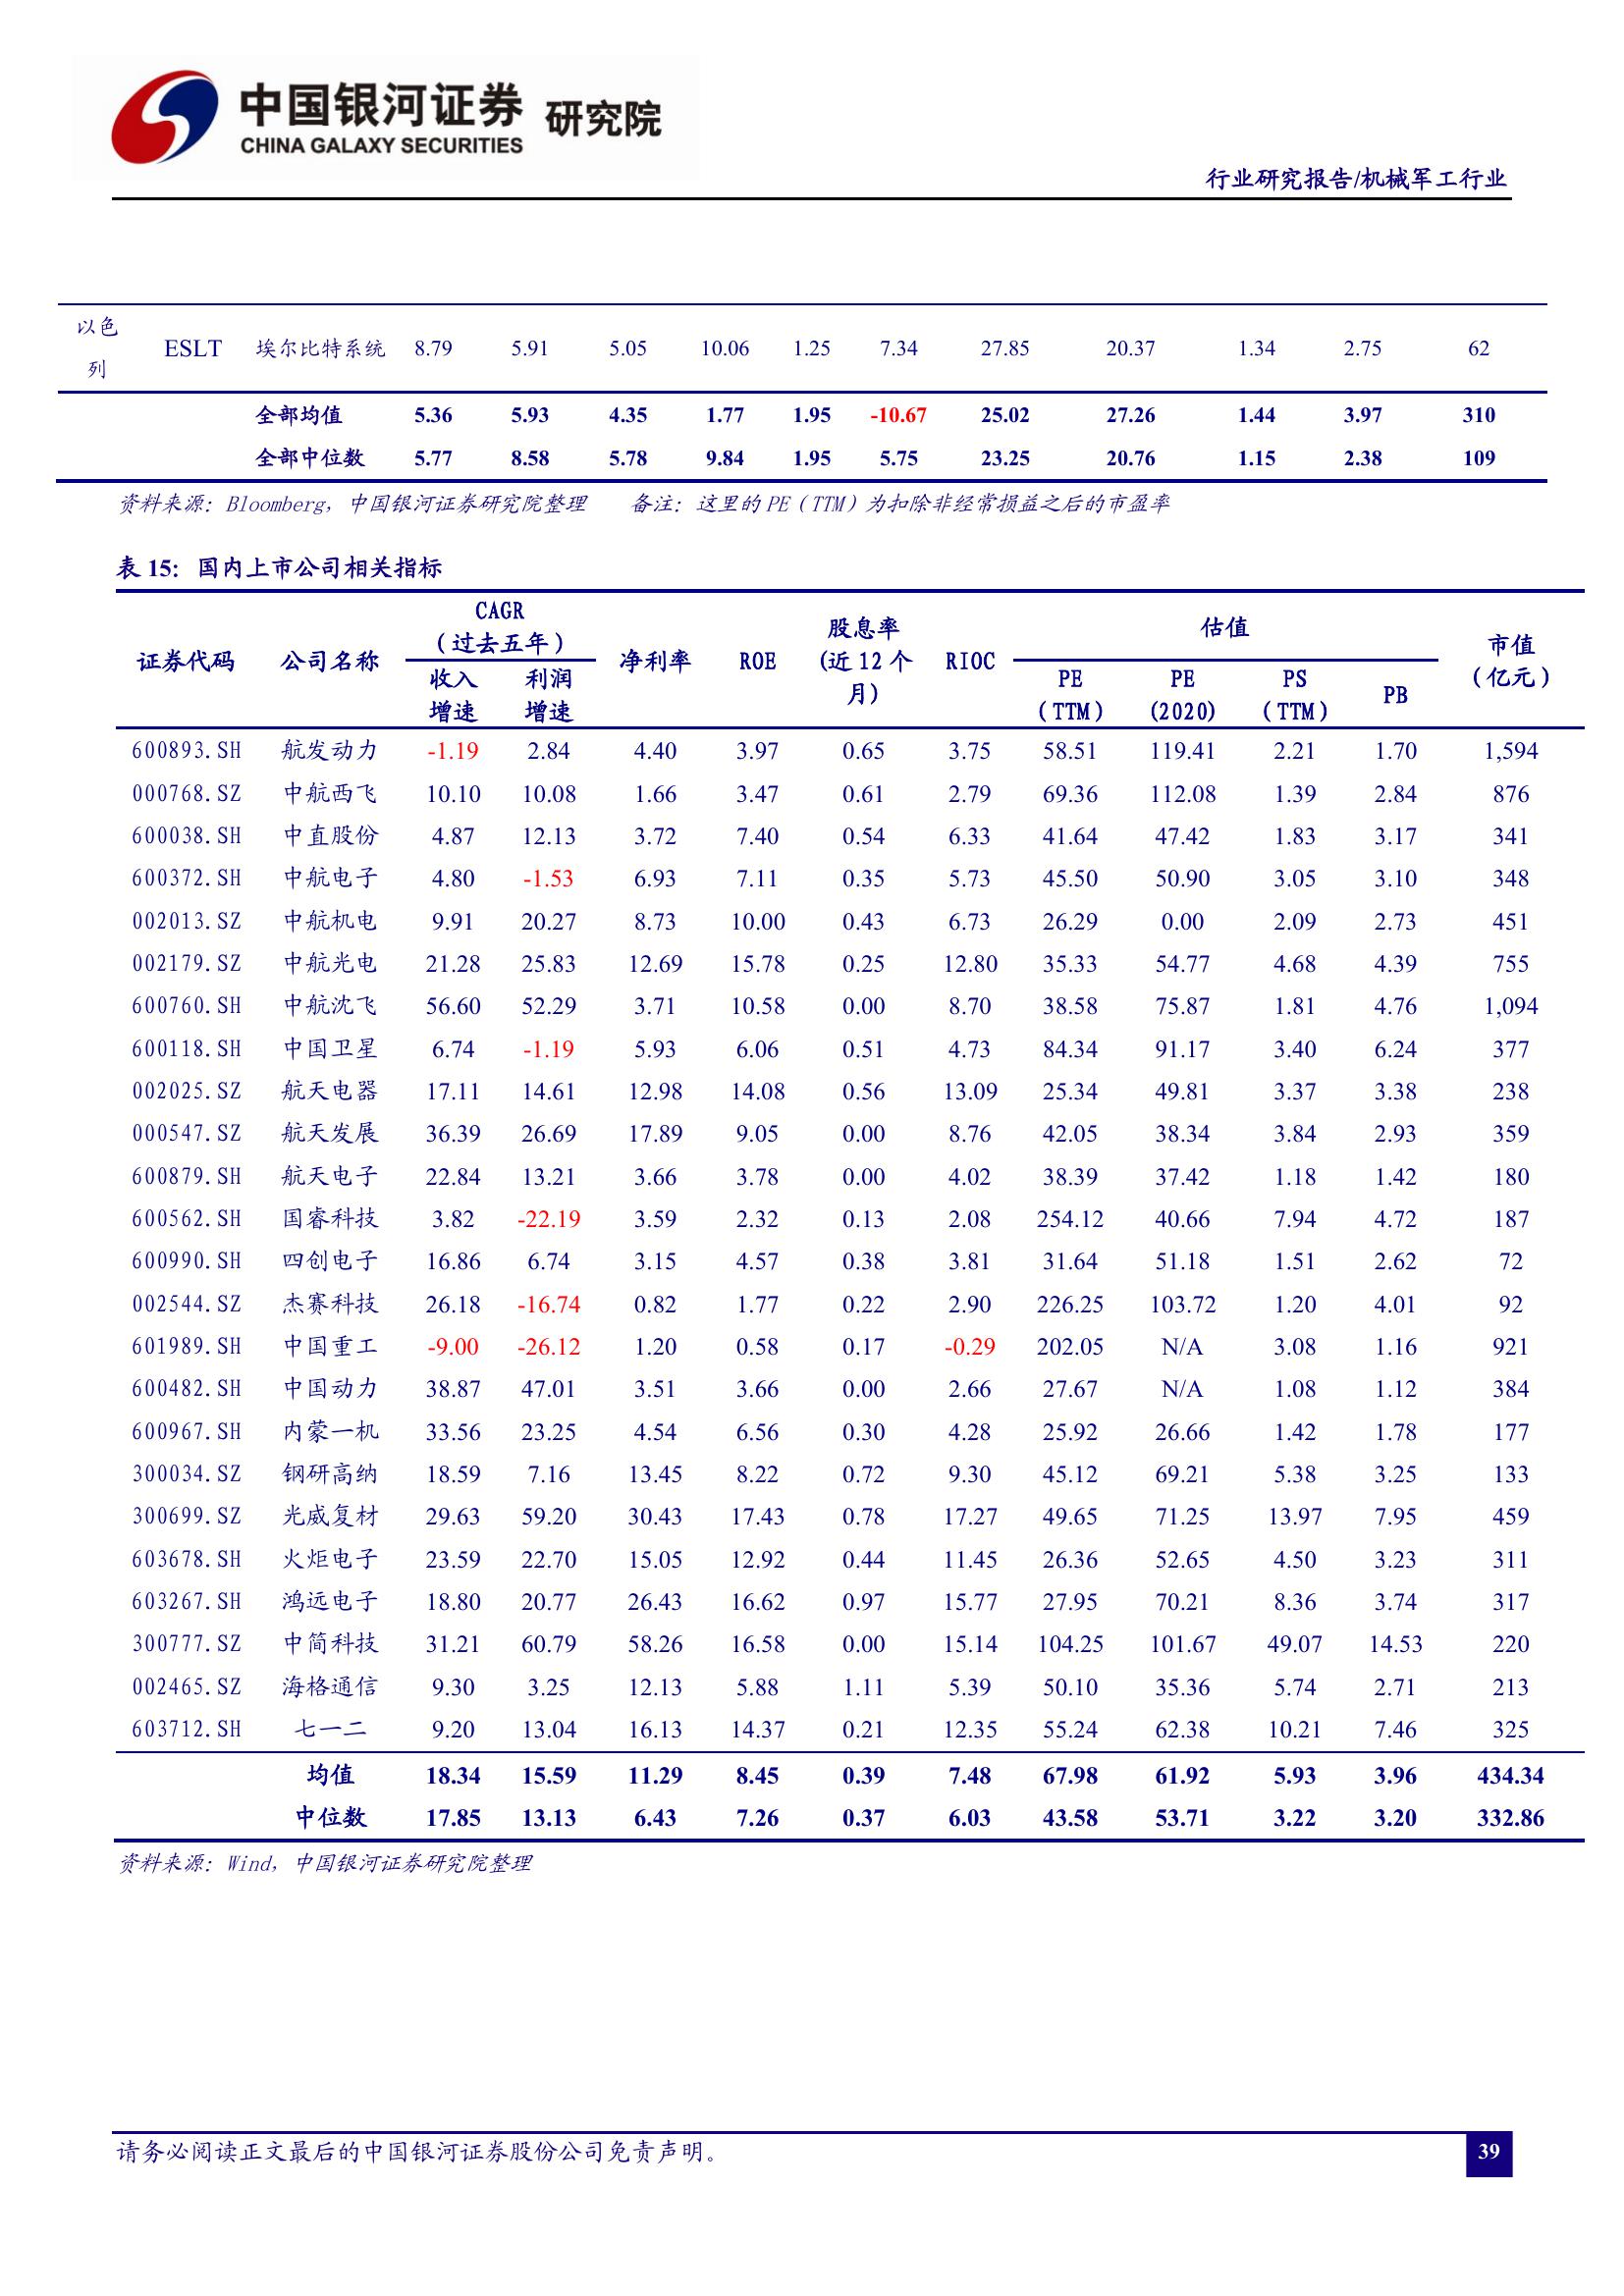 中国银河证券 研究院
CHINA GALAXY SECURITIES
行业研究报告/机械军工行业
以色列 ESLT 埃尔比特系统 8.79 5.91 5.05 10.06 1.25 7.34 27.85 20.37 1.34 2.75 62
全部均值 5.36 5.93 4.35 1.77 1.95 -10.67 25.02 27.26 1.44 3.97 310
全部中位数 5.77 8.58 5.78 9.84 1.95 5.75 23.25 20.76 1.15 2.38 109
资料来源：Bloomberg，中国银河证券研究院整理 备注：这里的 PE（TTM）为扣除非经常损益之后的市盈率
表 15: 国内上市公司相关指标
证券代码 公司名称 CAGR（过去五年） 净利率 ROE 股息率(近 12 个月) RIOC 估值 市值（亿元）
收入增速 利润增速 PE（TTM） PE(2020) PS（TTM） PB
600893.SH 航发动力 -1.19 2.84 4.40 3.97 0.65 3.75 58.51 119.41 2.21 1.70 1,594
000768.SZ 中航西飞 10.10 10.08 1.66 3.47 0.61 2.79 69.36 112.08 1.39 2.84 876
600038.SH 中直股份 4.87 12.13 3.72 7.40 0.54 6.33 41.64 47.42 1.83 3.17 341
600372.SH 中航电子 4.80 -1.53 6.93 7.11 0.35 5.73 45.50 50.90 3.05 3.10 348
002013.SZ 中航机电 9.91 20.27 8.73 10.00 0.43 6.73 26.29 0.00 2.09 2.73 451
002179.SZ 中航光电 21.28 25.83 12.69 15.78 0.25 12.80 35.33 54.77 4.68 4.39 755
600760.SH 中航沈飞 56.60 52.29 3.71 10.58 0.00 8.70 38.58 75.87 1.81 4.76 1,094
600118.SH 中国卫星 6.74 -1.19 5.93 6.06 0.51 4.73 84.34 91.17 3.40 6.24 377
002025.SZ 航天电器 17.11 14.61 12.98 14.08 0.56 13.09 25.34 49.81 3.37 3.38 238
000547.SZ 航天发展 36.39 26.69 17.89 9.05 0.00 8.76 42.05 38.34 3.84 2.93 359
600879.SH 航天电子 22.84 13.21 3.66 3.78 0.00 4.02 38.39 37.42 1.18 1.42 180
600562.SH 国睿科技 3.82 -22.19 3.59 2.32 0.13 2.08 254.12 40.66 7.94 4.72 187
600990.SH 四创电子 16.86 6.74 3.15 4.57 0.38 3.81 31.64 51.18 1.51 2.62 72
002544.SZ 杰赛科技 26.18 -16.74 0.82 1.77 0.22 2.90 226.25 103.72 1.20 4.01 92
601989.SH 中国重工 -9.00 -26.12 1.20 0.58 0.17 -0.29 202.05 N/A 3.08 1.16 921
600482.SH 中国动力 38.87 47.01 3.51 3.66 0.00 2.66 27.67 N/A 1.08 1.12 384
600967.SH 内蒙一机 33.56 23.25 4.54 6.56 0.30 4.28 25.92 26.66 1.42 1.78 177
300034.SZ 钢研高纳 18.59 7.16 13.45 8.22 0.72 9.30 45.12 69.21 5.38 3.25 133
300699.SZ 光威复材 29.63 59.20 30.43 17.43 0.78 17.27 49.65 71.25 13.97 7.95 459
603678.SH 火炬电子 23.59 22.70 15.05 12.92 0.44 11.45 26.36 52.65 4.50 3.23 311
603267.SH 鸿远电子 18.80 20.77 26.43 16.62 0.97 15.77 27.95 70.21 8.36 3.74 317
300777.SZ 中简科技 31.21 60.79 58.26 16.58 0.00 15.14 104.25 101.67 49.07 14.53 220
002465.SZ 海格通信 9.30 3.25 12.13 5.88 1.11 5.39 50.10 35.36 5.74 2.71 213
603712.SH 七一二 9.20 13.04 16.13 14.37 0.21 12.35 55.24 62.38 10.21 7.46 325
均值 18.34 15.59 11.29 8.45 0.39 7.48 67.98 61.92 5.93 3.96 434.34
中位数 17.85 13.13 6.43 7.26 0.37 6.03 43.58 53.71 3.22 3.20 332.86
资料来源：Wind，中国银河证券研究院整理
请务必阅读正文最后的中国银河证券股份公司免责声明。
39